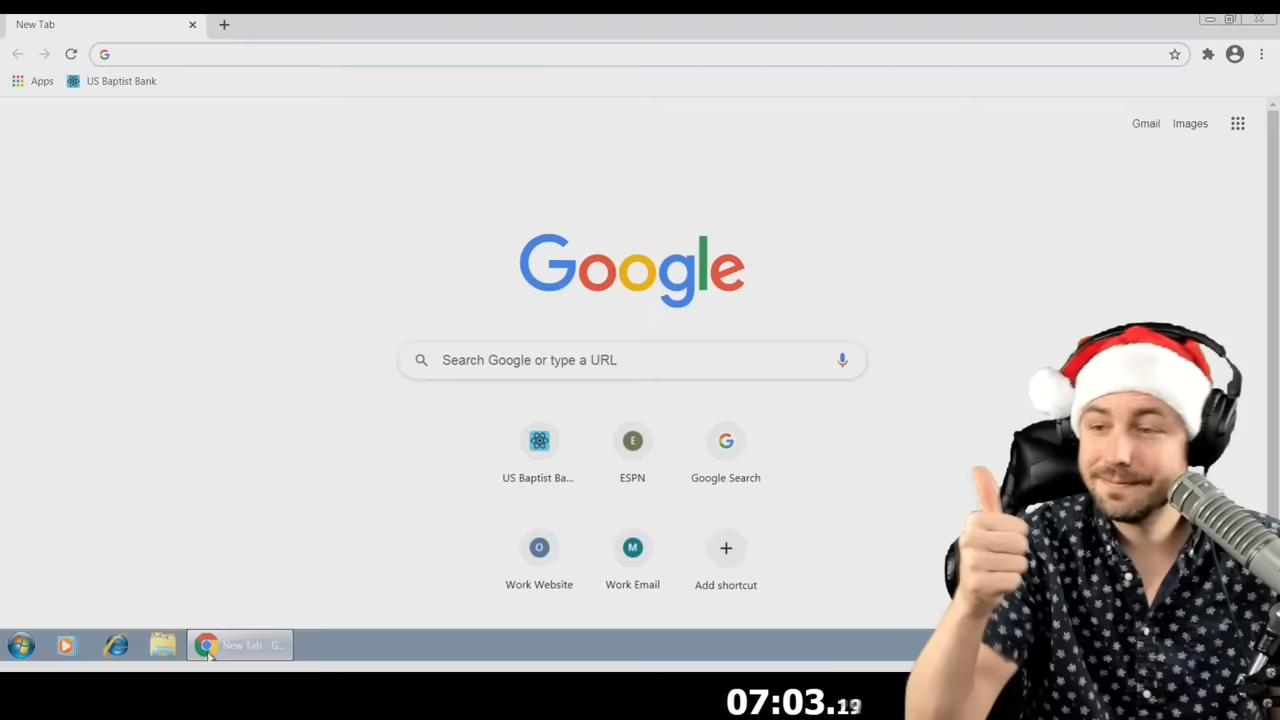 New Tab
US Baptist Bank
Apps
Gmail Images
Google
Search Google or type a URL
US Baptist Ba...
ESPN
Google Search
E
O
M
Work Website
Work Email
Add shortcut
New Tab - G...
07:03.19